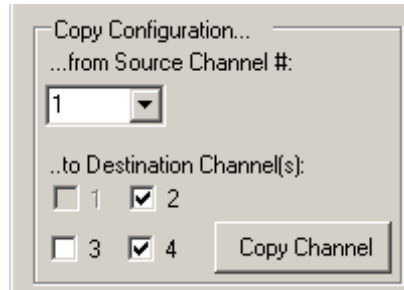 Copy Configuration...
...from Source Channel #:
1
..to Destination Channel(s):
1 2
3 4 Copy Channel